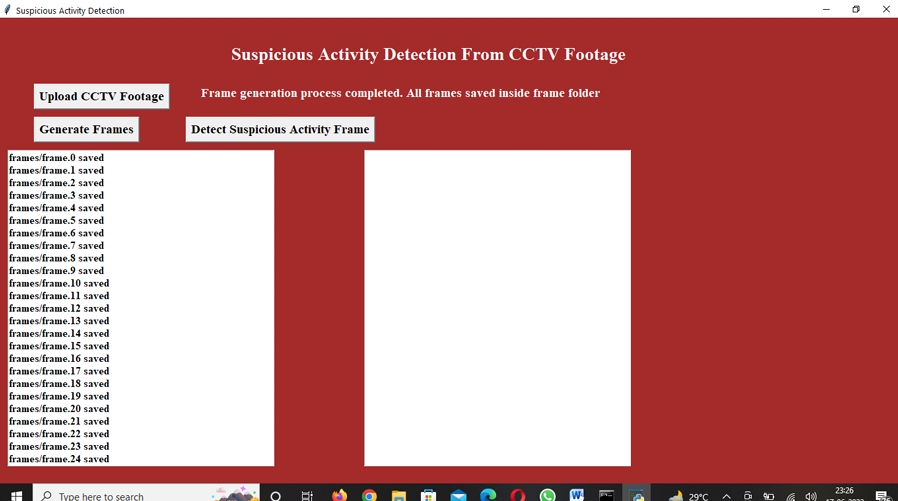 Suspicious Activity Detection
Suspicious Activity Detection From CCTV Footage
Upload CCTV Footage
Frame generation process completed. All frames saved inside frame folder
Generate Frames
Detect Suspicious Activity Frame
frames/frame.0 saved
frames/frame.1 saved
frames/frame.2 saved
frames/frame.3 saved
frames/frame.4 saved
frames/frame.5 saved
frames/frame.6 saved
frames/frame.7 saved
frames/frame.8 saved
frames/frame.9 saved
frames/frame.10 saved
frames/frame.11 saved
frames/frame.12 saved
frames/frame.13 saved
frames/frame.14 saved
frames/frame.15 saved
frames/frame.16 saved
frames/frame.17 saved
frames/frame.18 saved
frames/frame.19 saved
frames/frame.20 saved
frames/frame.21 saved
frames/frame.22 saved
frames/frame.23 saved
frames/frame.24 saved
Type here to search
29°C
23:26